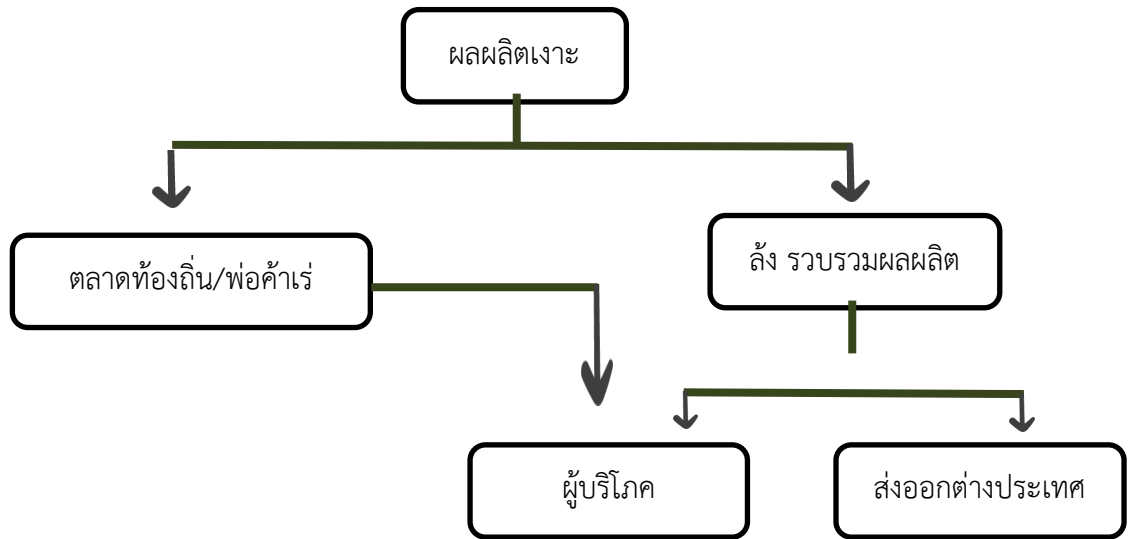 ผลผลิตเงาะ
ตลาดท้องถิ่น/พ่อค้าเร่
ล้ง รวบรวมผลผลิต
ผู้บริโภค
ส่งออกต่างประเทศ